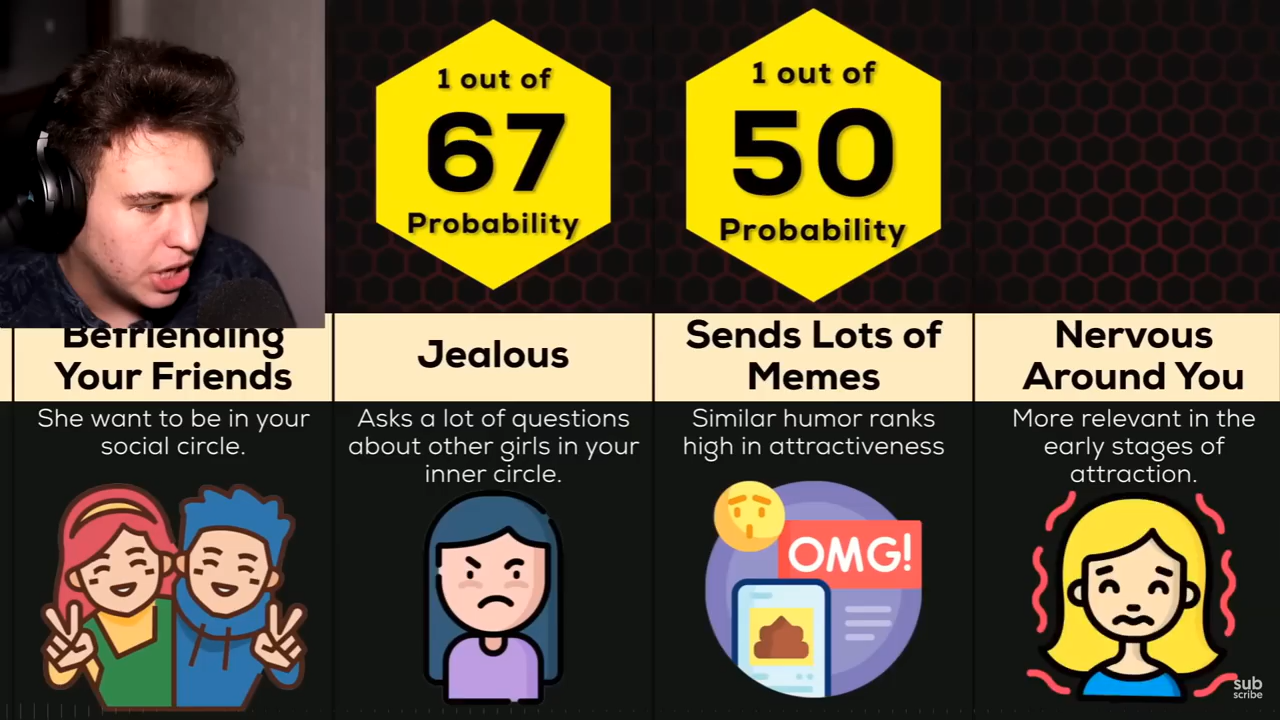 1 out of
67
Probability
1 out of
50
Probability
Befriending
Your Friends
She want to be in your
social circle.
Jealous
Asks a lot of questions
about other girls in your
inner circle.
Sends Lots of
Memes
Similar humor ranks
high in attractiveness
OMG!
Nervous
Around You
More relevant in the
early stages of
attraction.
sub
scribe